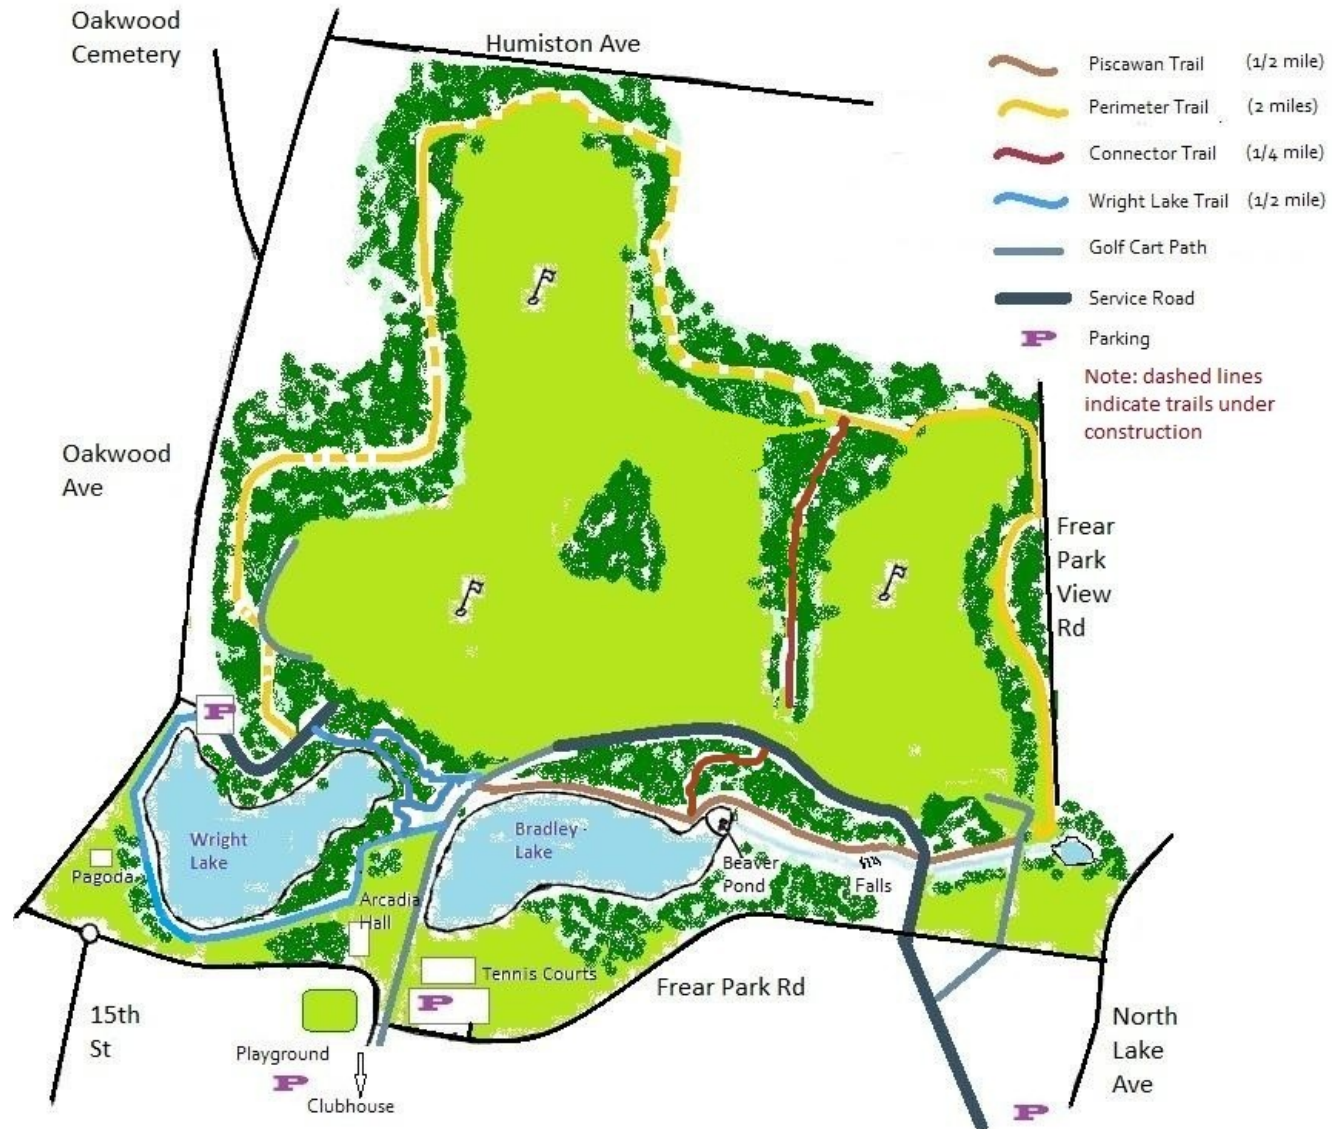 Oakwood
Cemetery
Humiston Ave
Piscawan Trail (1/2 mile)
Perimeter Trail (2 miles)
Connector Trail (1/4 mile)
Wright Lake Trail (1/2 mile)
Golf Cart Path
Service Road
P Parking
Note: dashed lines
indicate trails under
construction
Oakwood
Ave
Frear
Park
View
Rd
P
Wright
Lake
Bradley -
Lake
Pagoda
Beaver
Pond
Falls
Arcadia
Hall
Tennis Courts
P
Frear Park Rd
15th
St
Playground
P
Clubhouse
North
Lake
Ave
P